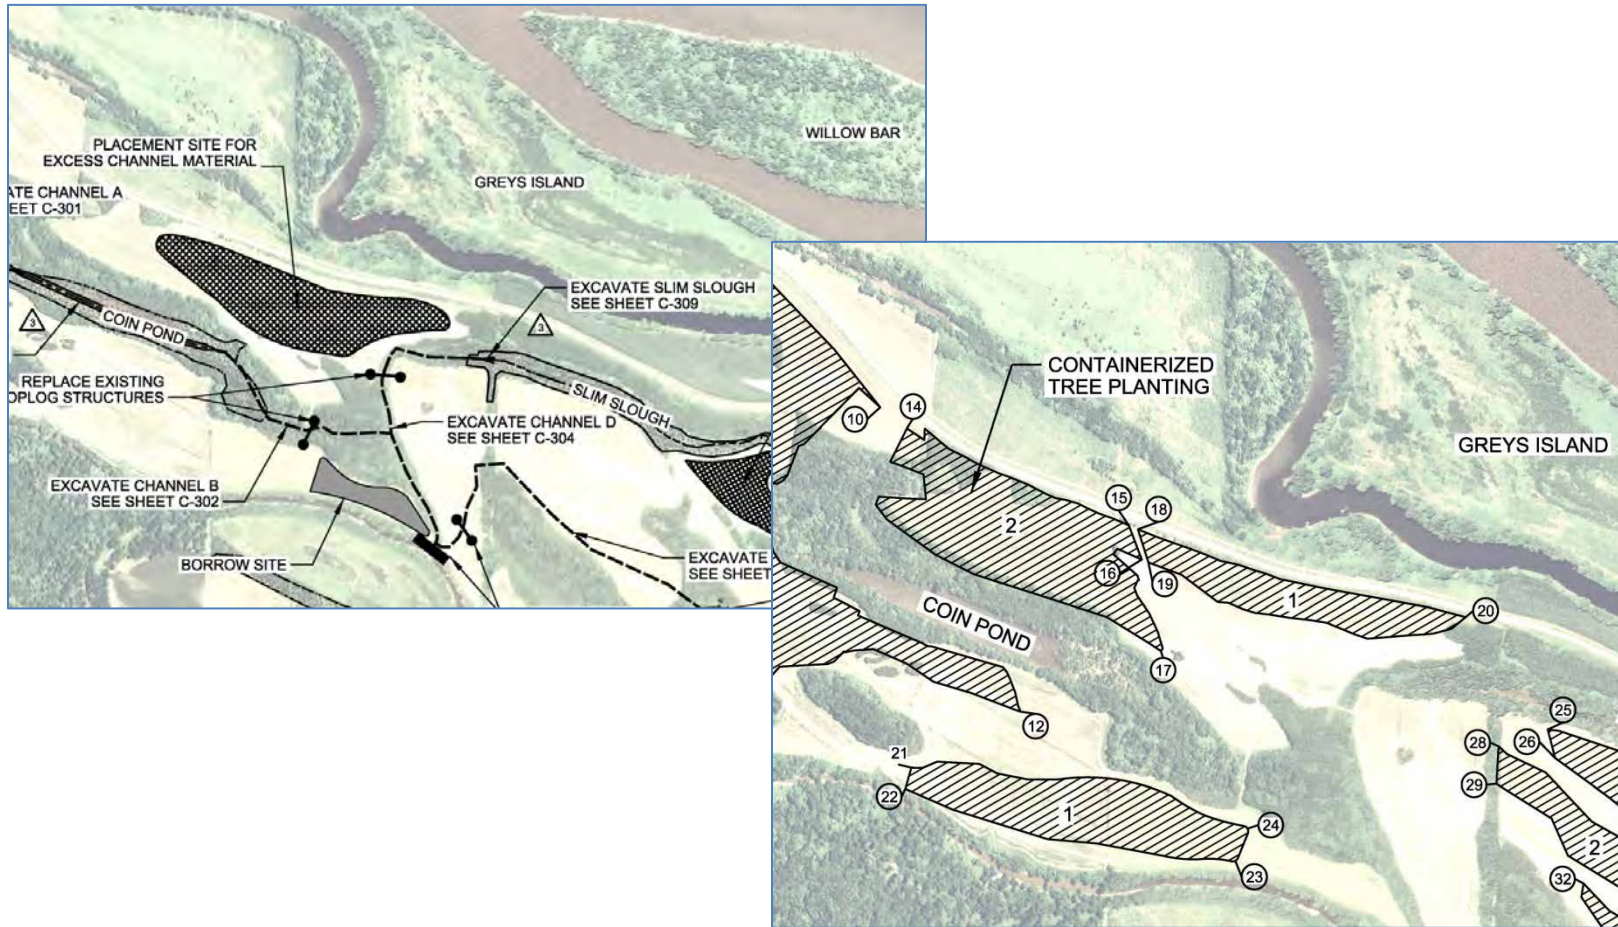 WILLOW BAR
PLACEMENT SITE FOR
EXCESS CHANNEL MATERIAL
GREYS ISLAND
ATE CHANNEL A
EET C-301
EXCAVATE SLIM SLOUGH
SEE SHEET C-309
3
3
COIN POND
REPLACE EXISTING
OPLOG STRUCTURES
SLIM SLOUGH
EXCAVATE CHANNEL D
SEE SHEET C-304
EXCAVATE CHANNEL B
SEE SHEET C-302
BORROW SITE
EXCAVATE
SEE SHEET
CONTAINERIZED
TREE PLANTING
GREYS ISLAND
10
14
15
18
2
16
19
1
20
COIN POND
17
12
25
28
26
21
29
22
1
24
2
23
32